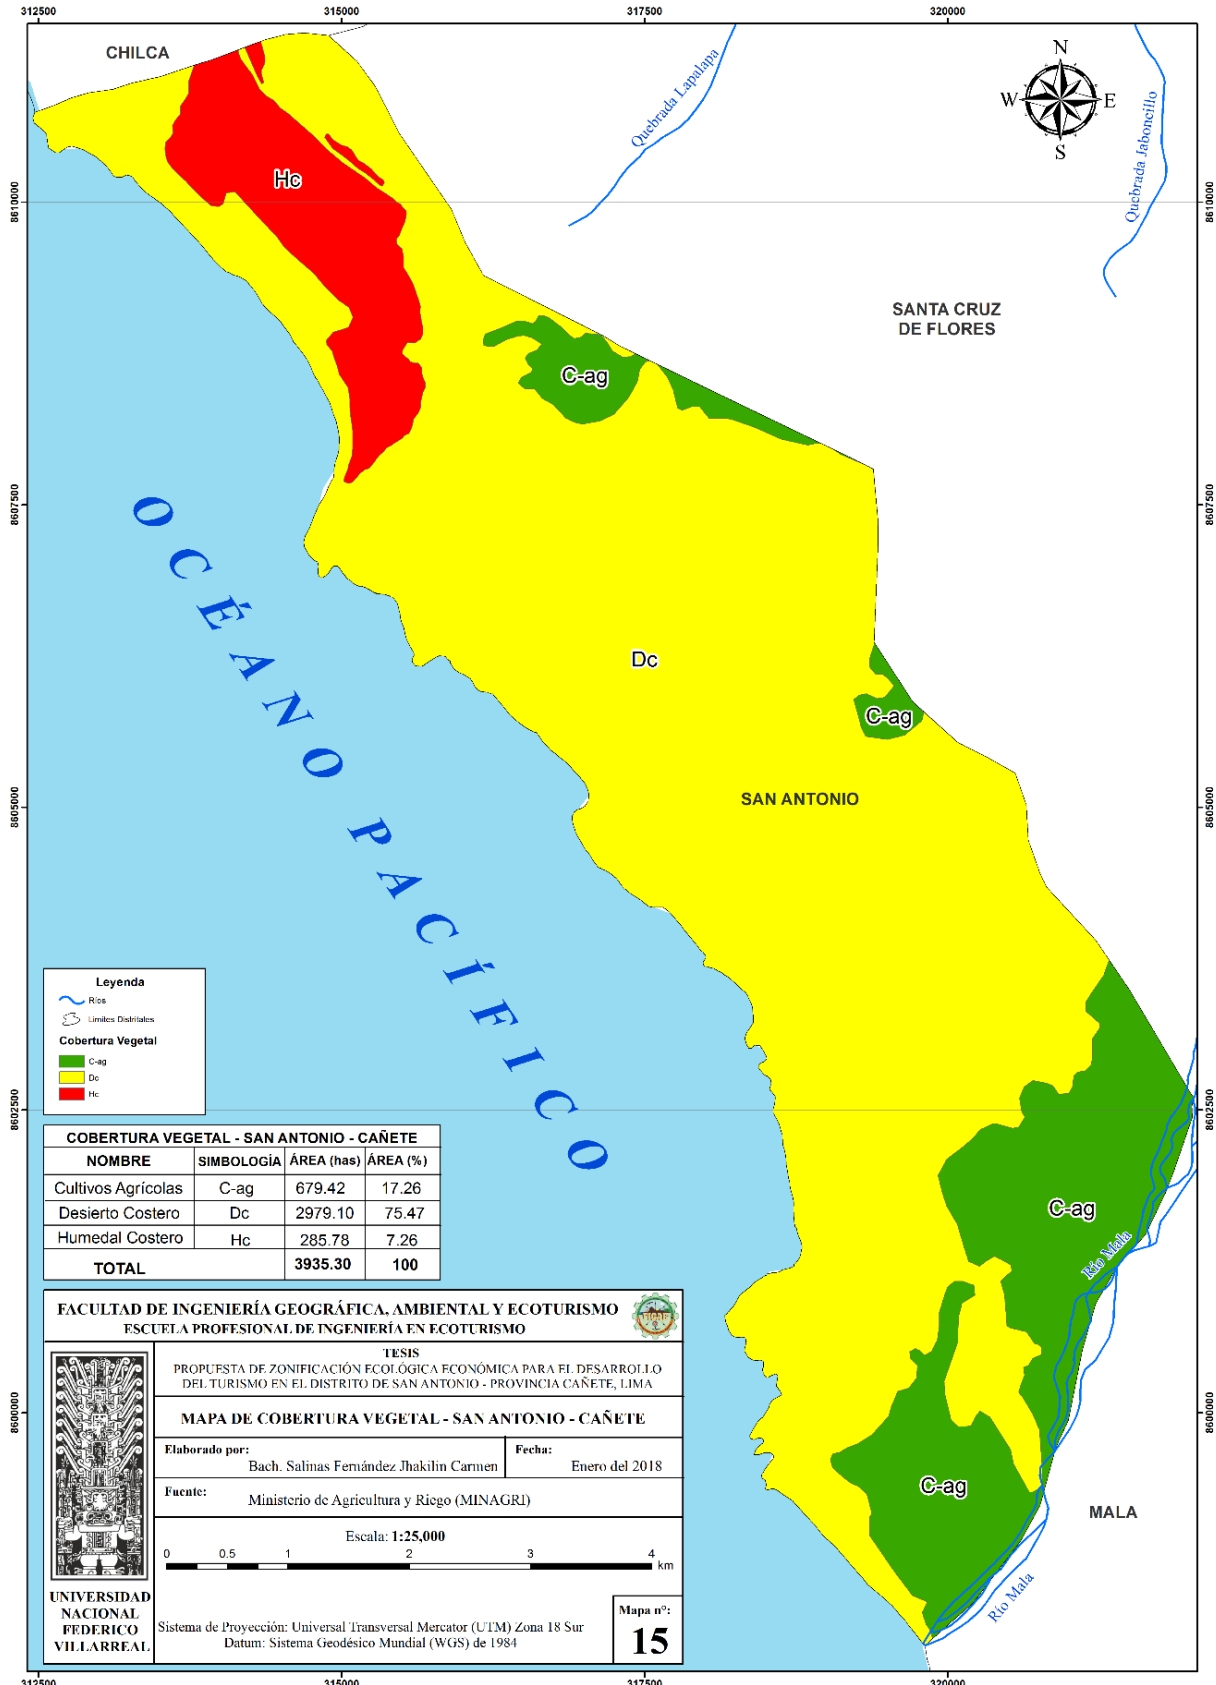 312500 315000 317500 320000
CHILCA
N
W E
S
Quebrada Lapalapa
Quebrada Jaboncillo
Hc
8610000 8610000
SANTA CRUZ
DE FLORES
C-ag
8607500 8607500
OCÉANO PACÍFICO
Dc
C-ag
SAN ANTONIO
8605000 8605000
Leyenda
Ríos
Limites Distritales
Cobertura Vegetal
C-ag
Dc
Hc
8602500 8602500
COBERTURA VEGETAL - SAN ANTONIO - CAÑETE
NOMBRE SIMBOLOGÍA ÁREA (has) ÁREA (%)
Cultivos Agrícolas C-ag 679.42 17.26
Desierto Costero Dc 2979.10 75.47
Humedal Costero Hc 285.78 7.26
TOTAL 3935.30 100
C-ag
Río Mala
FACULTAD DE INGENIERÍA GEOGRÁFICA, AMBIENTAL Y ECOTURISMO
ESCUELA PROFESIONAL DE INGENIERÍA EN ECOTURISMO
TESIS
PROPUESTA DE ZONIFICACIÓN ECOLÓGICA ECONÓMICA PARA EL DESARROLLO
DEL TURISMO EN EL DISTRITO DE SAN ANTONIO - PROVINCIA CAÑETE, LIMA
MAPA DE COBERTURA VEGETAL - SAN ANTONIO - CAÑETE
8600000 8600000
Elaborado por:
Bach. Salinas Fernández Jhakilin Carmen
Fecha:
Enero del 2018
Fuente:
Ministerio de Agricultura y Riego (MINAGRI)
C-ag
MALA
Escala: 1:25,000
0 0.5 1 2 3 4
km
Río Mala
UNIVERSIDAD
NACIONAL
FEDERICO
VILLARREAL
Sistema de Proyección: Universal Transversal Mercator (UTM) Zona 18 Sur
Datum: Sistema Geodésico Mundial (WGS) de 1984
Mapa nº:
15
312500 315000 317500 320000